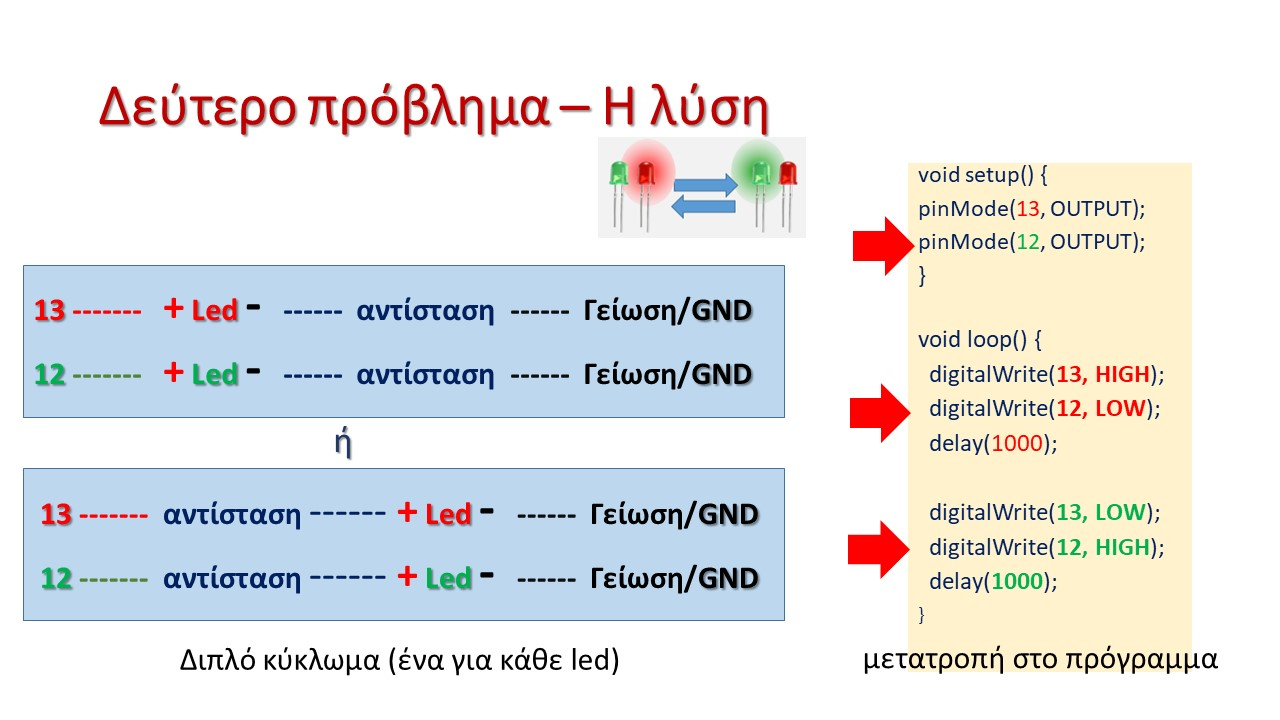 Δεύτερο πρόβλημα – Η λύση
13 ------- + Led - ------ αντίσταση ------ Γείωση/GND
12 ------- + Led - ------ αντίσταση ------ Γείωση/GND
ή
13 ------- αντίσταση ------ + Led - ------ Γείωση/GND
12 ------- αντίσταση ------ + Led - ------ Γείωση/GND
Διπλό κύκλωμα (ένα για κάθε led)
void setup() {
pinMode(13, OUTPUT);
pinMode(12, OUTPUT);
}
void loop() {
digitalWrite(13, HIGH);
digitalWrite(12, LOW);
delay(1000);
digitalWrite(13, LOW);
digitalWrite(12, HIGH);
delay(1000);
}
μετατροπή στο πρόγραμμα